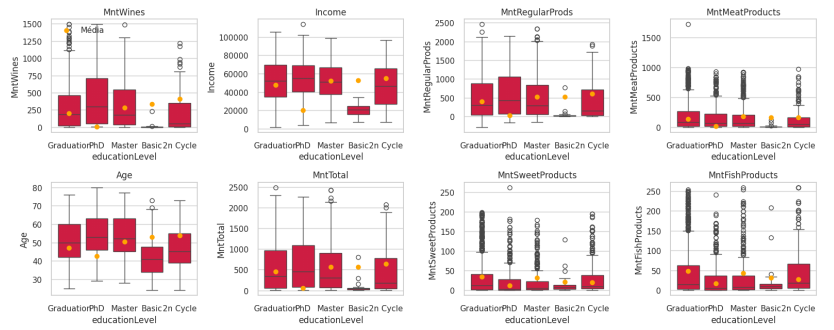 MntWines
MntWines
1500
1250
1000
750
500
250
0
Média
Graduation PhD Master Basic 2n Cycle
educationLevel
Income
Income
100000
80000
60000
40000
20000
0
Graduation PhD Master Basic 2n Cycle
educationLevel
MntRegularProds
MntRegularProds
2500
2000
1500
1000
500
0
Graduation PhD Master Basic 2n Cycle
educationLevel
MntMeatProducts
MntMeatProducts
1500
1000
500
0
Graduation PhD Master Basic 2n Cycle
educationLevel
Age
Age
80
70
60
50
40
30
Graduation PhD Master Basic 2n Cycle
educationLevel
MntTotal
MntTotal
2500
2000
1500
1000
500
0
Graduation PhD Master Basic 2n Cycle
educationLevel
MntSweetProducts
MntSweetProducts
250
200
150
100
50
0
Graduation PhD Master Basic 2n Cycle
educationLevel
MntFishProducts
MntFishProducts
250
200
150
100
50
0
Graduation PhD Master Basic 2n Cycle
educationLevel